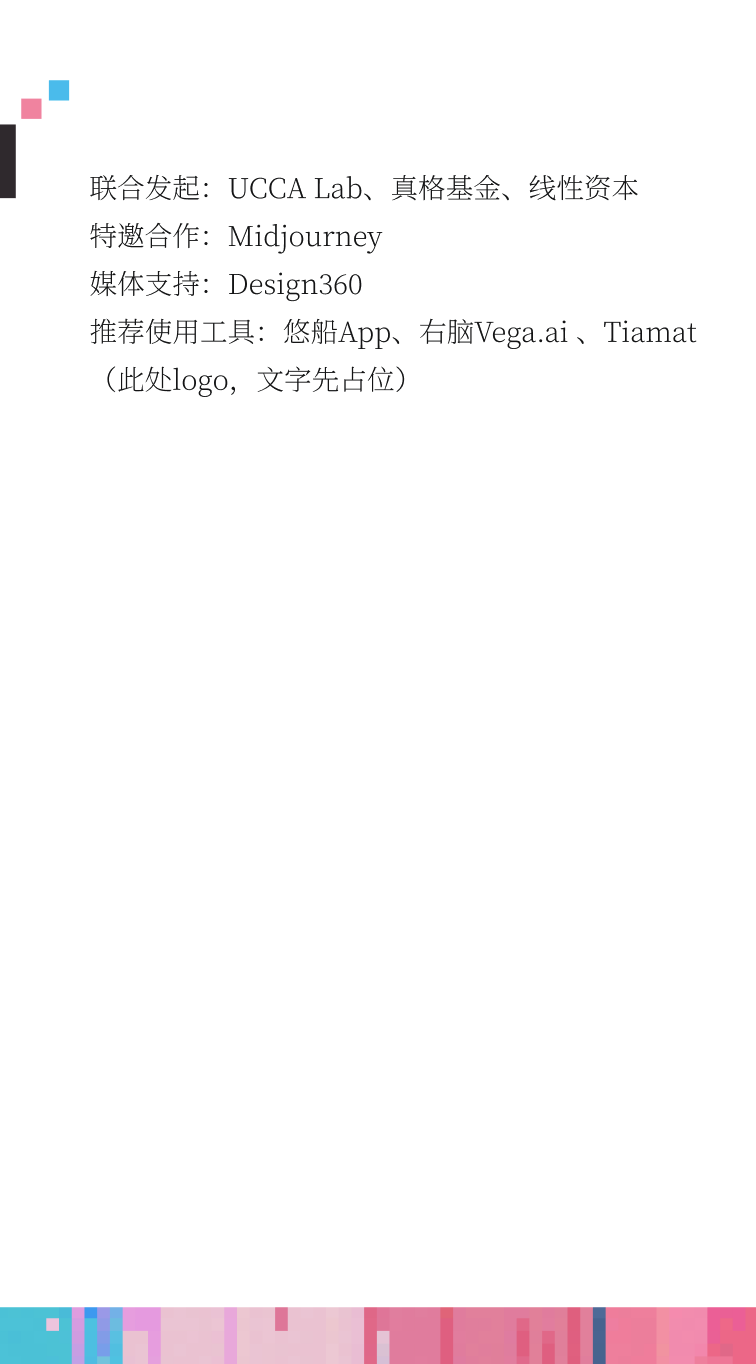 联合发起：UCCA Lab、真格基金、线性资本
特邀合作：Midjourney
媒体支持：Design360
推荐使用工具：悠船App、右脑Vega.ai 、Tiamat
（此处logo，文字先占位）